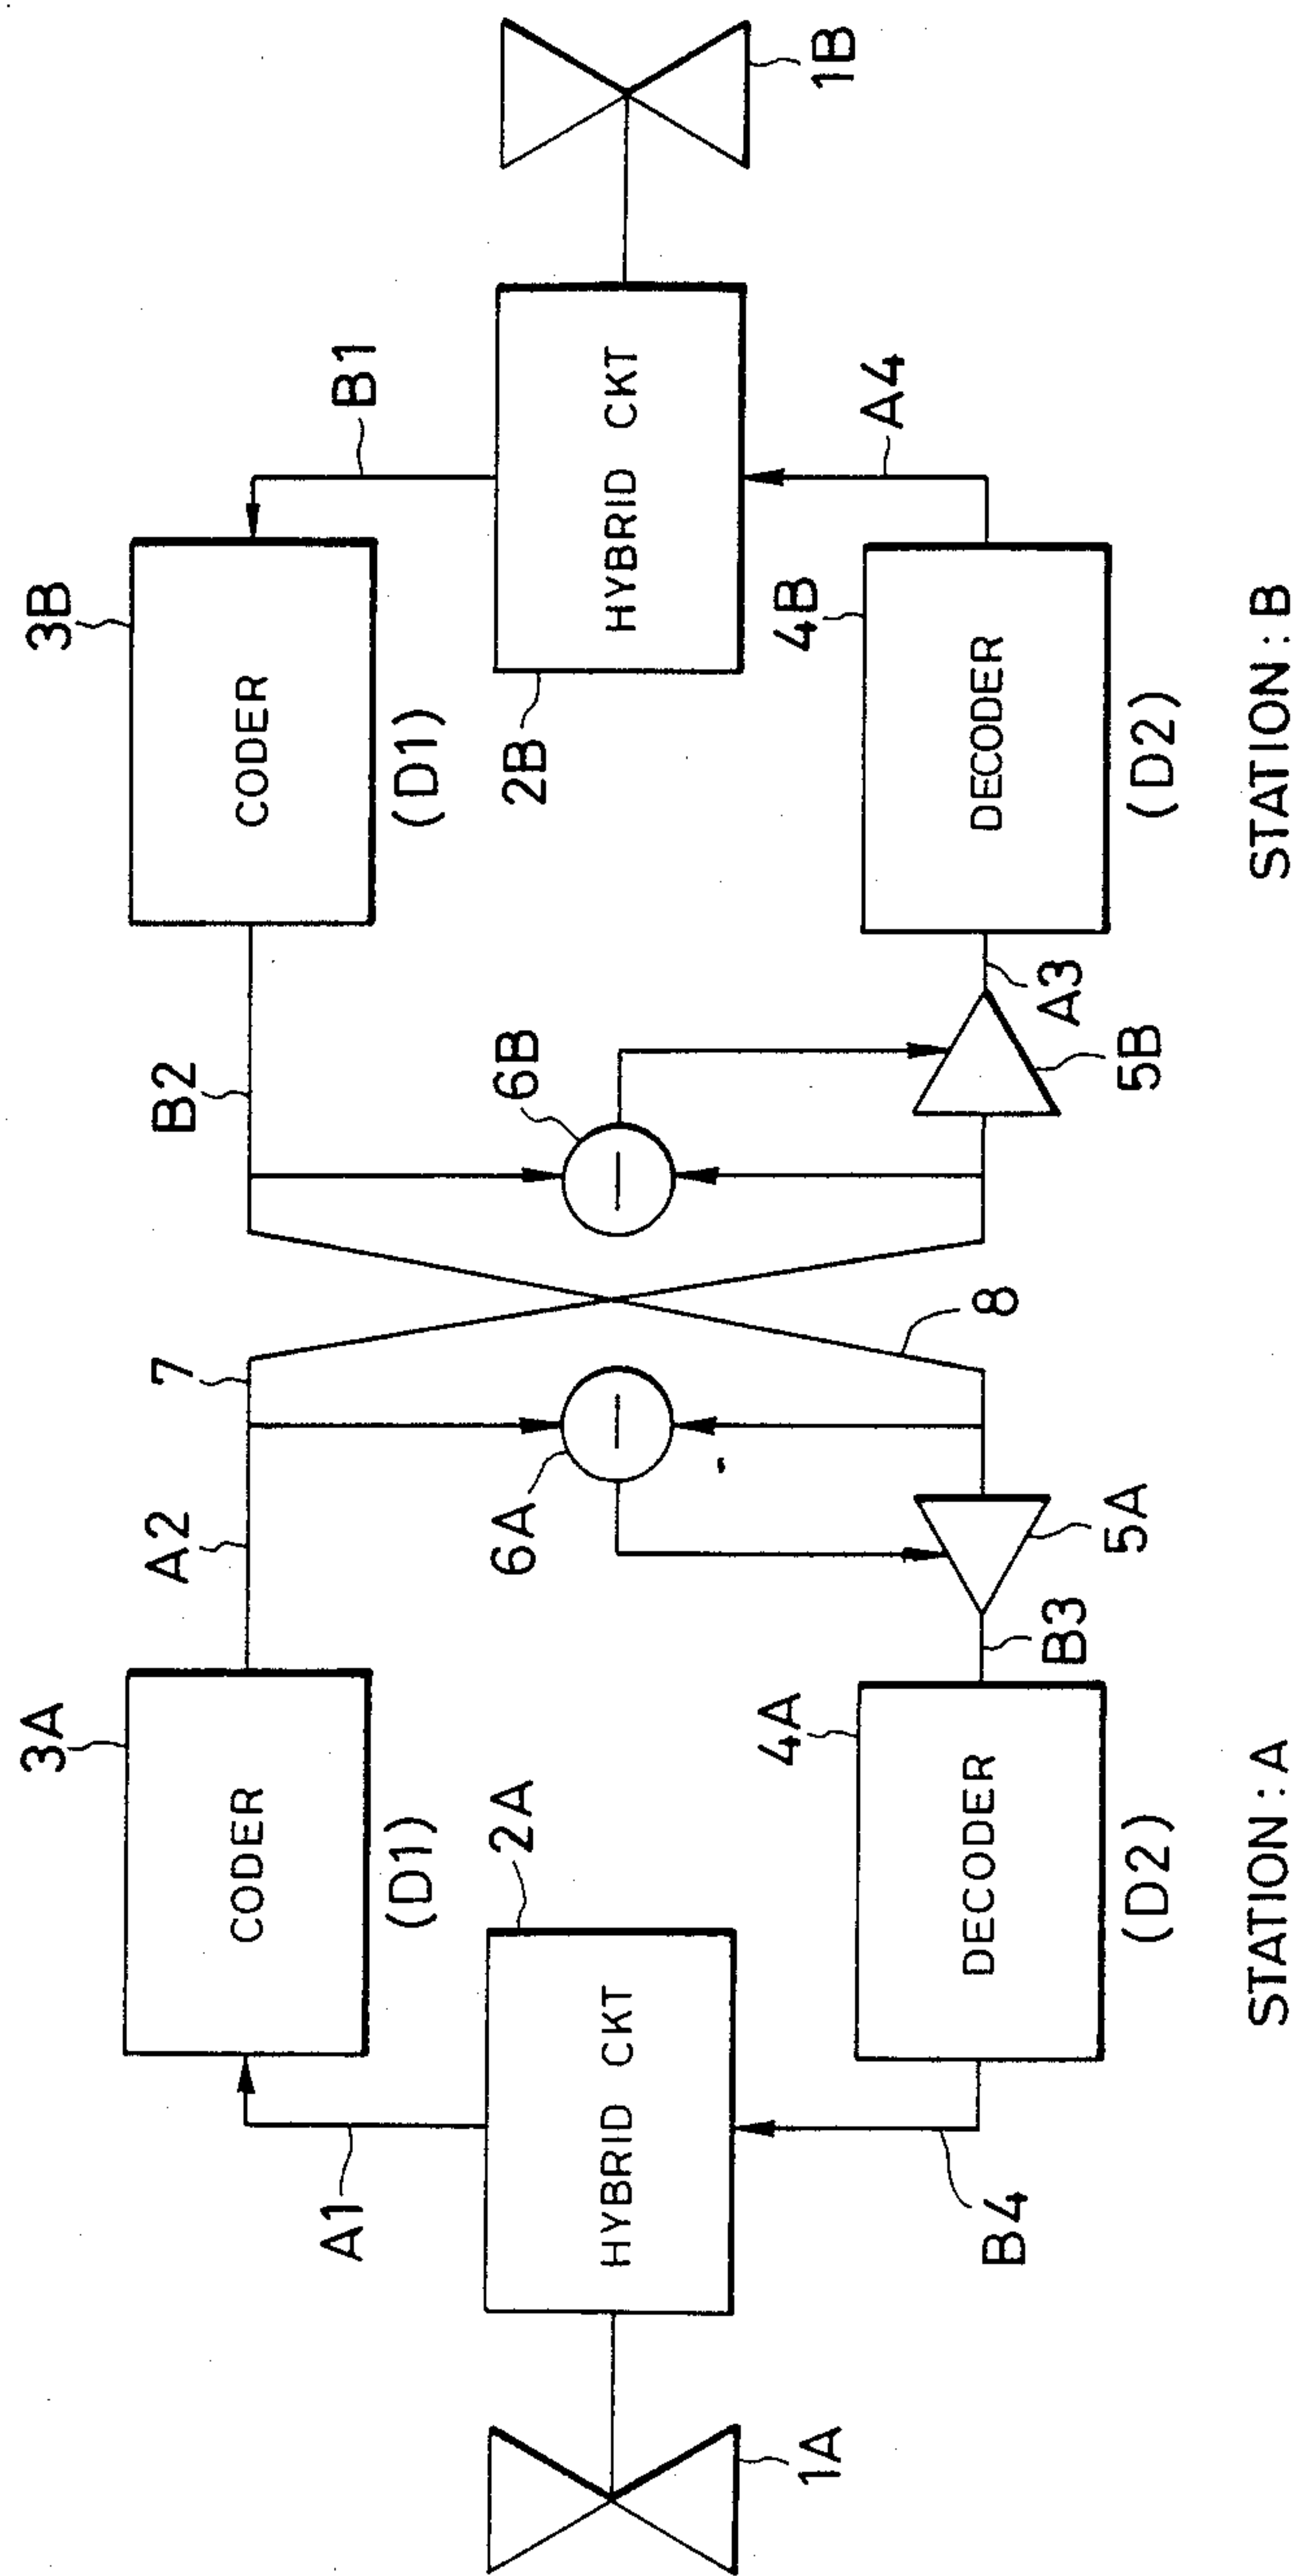 3A
CODER
(D1)
A2
7
B2
3B
CODER
(D1)
A1
B1
1A
HYBRID CKT
2A
6A
6B
2B
HYBRID CKT
1B
B4
4A
DECODER
(D2)
B3
5A
8
5B
A3
4B
DECODER
(D2)
A4
STATION : A
STATION : B